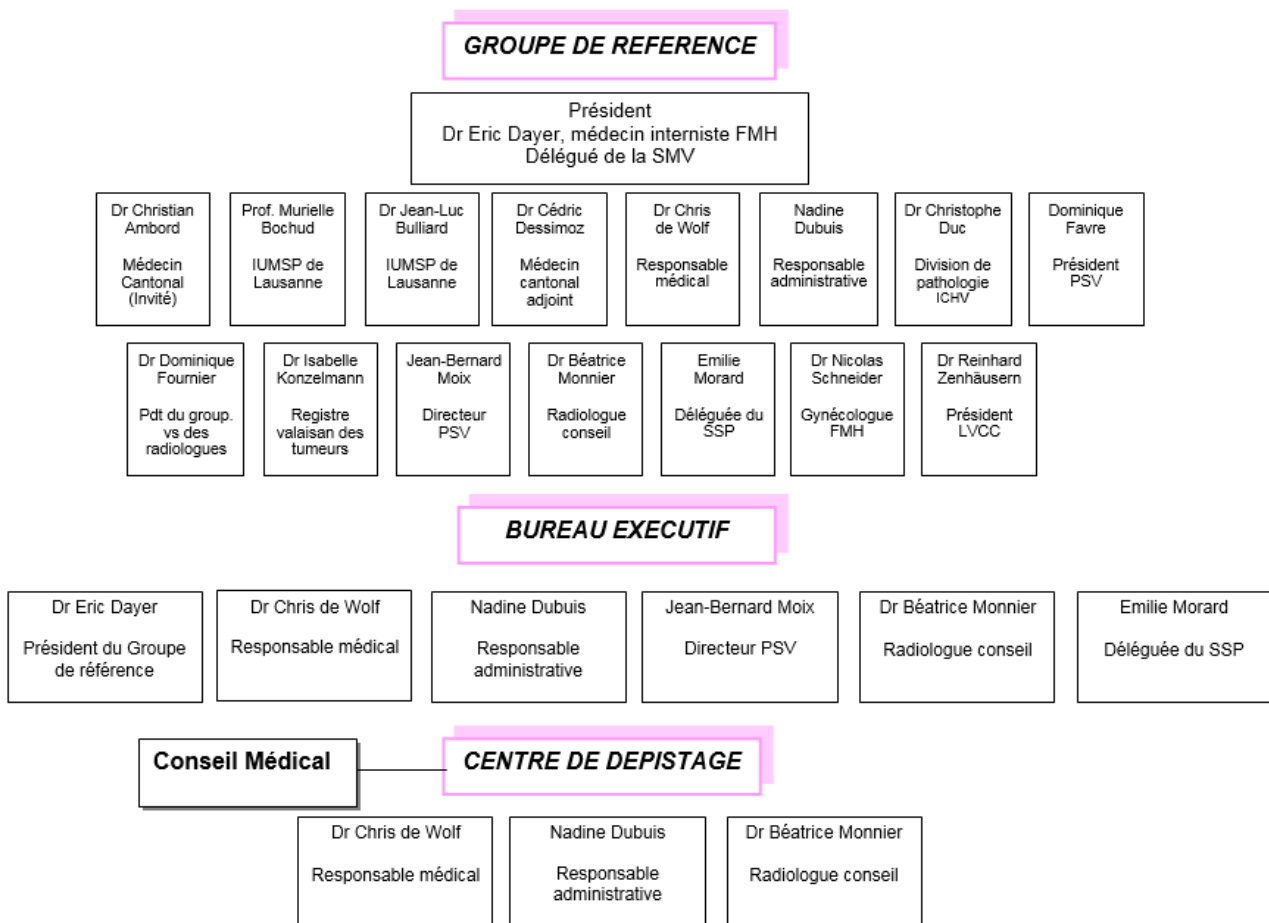 GROUPE DE REFERENCE
Président
Dr Eric Dayer, médecin interniste FMH
Délégué de la SMV
Dr Christian
Ambord
Médecin
Cantonal
(Invité)
Prof. Murielle
Bochud
IUMSP de
Lausanne
Dr Jean-Luc
Bulliard
IUMSP de
Lausanne
Dr Cédric
Dessimoz
Médecin
cantonal
adjoint
Dr Chris
de Wolf
Responsable
médical
Nadine
Dubuis
Responsable
administrative
Dr Christophe
Duc
Division de
pathologie
ICHV
Dominique
Favre
Président
PSV
Dr Dominique
Fournier
Pdt du group.
vs des
radiologues
Dr Isabelle
Konzelmann
Registre
valaisan des
tumeurs
Jean-Bernard
Moix
Directeur
PSV
Dr Béatrice
Monnier
Radiologue
conseil
Emilie
Morard
Déléguée du
SSP
Dr Nicolas
Schneider
Gynécologue
FMH
Dr Reinhard
Zenhäusern
Président
LVCC
BUREAU EXECUTIF
Dr Eric Dayer
Président du Groupe
de référence
Dr Chris de Wolf
Responsable médical
Nadine Dubuis
Responsable
administrative
Jean-Bernard Moix
Directeur PSV
Dr Béatrice Monnier
Radiologue conseil
Emilie Morard
Déléguée du SSP
Conseil Médical
CENTRE DE DEPISTAGE
Dr Chris de Wolf
Responsable médical
Nadine Dubuis
Responsable
administrative
Dr Béatrice Monnier
Radiologue conseil